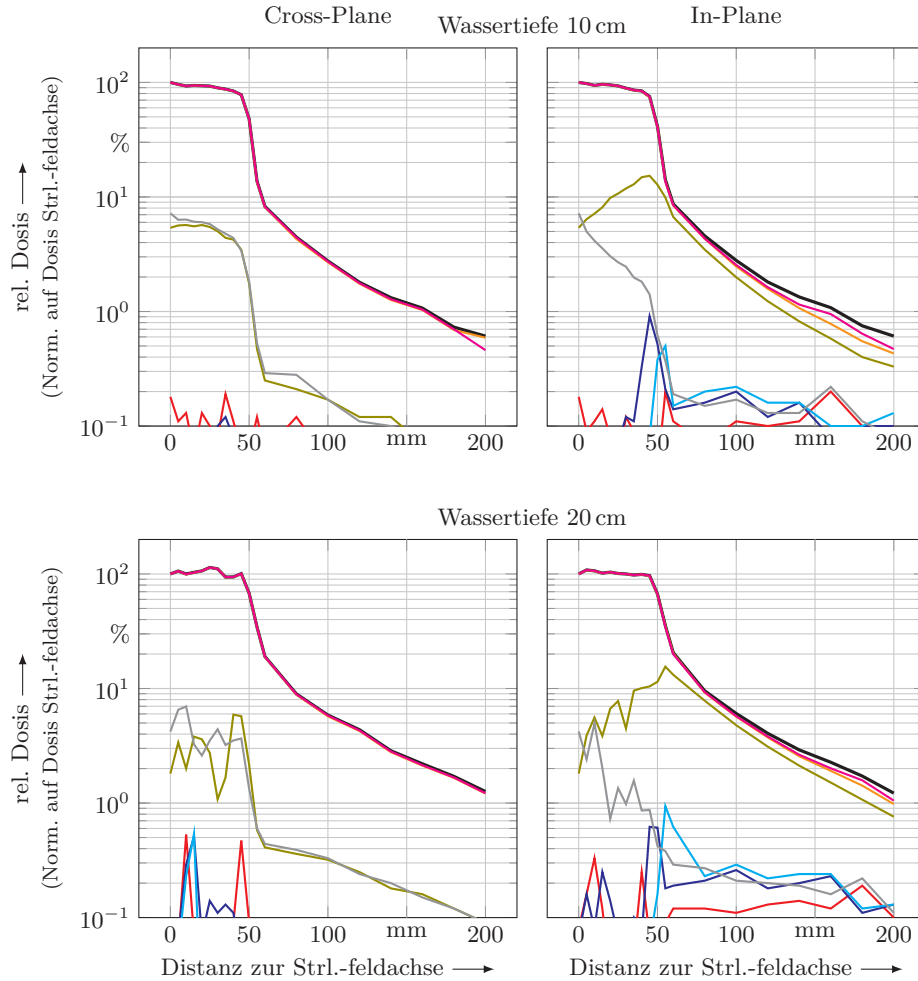 Cross-Plane
In-Plane
Wassertiefe 10 cm
10²
%
10¹
10⁰
10⁻¹
rel. Dosis ⟶
(Norm. auf Dosis Strl.-feldachse)
0 50 100 mm 200
0 50 100 mm 200
Wassertiefe 20 cm
10²
%
10¹
10⁰
10⁻¹
rel. Dosis ⟶
(Norm. auf Dosis Strl.-feldachse)
0 50 100 mm 200
0 50 100 mm 200
Distanz zur Strl.-feldachse ⟶
Distanz zur Strl.-feldachse ⟶